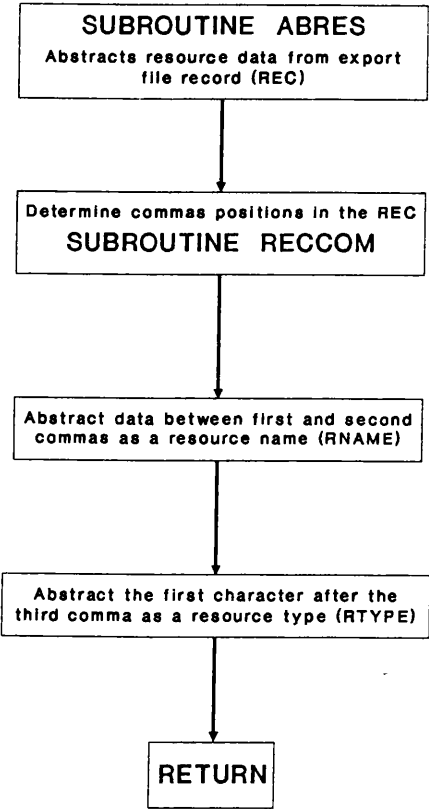 SUBROUTINE ABRES
Abstracts resource data from export
file record (REC)
Determine commas positions in the REC
SUBROUTINE RECCOM
Abstract data between first and second
commas as a resource name (RNAME)
Abstract the first character after the
third comma as a resource type (RTYPE)
RETURN